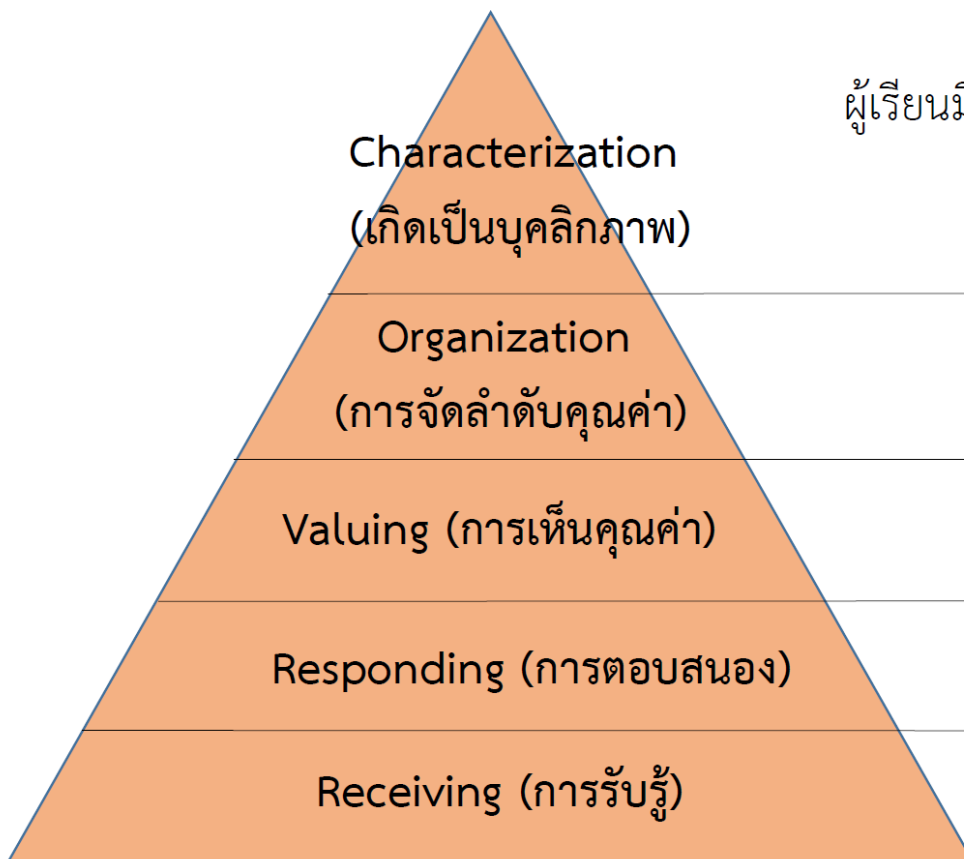 ผู้เรียนมี
Characterization
(เกิดเป็นบุคลิกภาพ)
Organization
(การจัดลำดับคุณค่า)
Valuing (การเห็นคุณค่า)
Responding (การตอบสนอง)
Receiving (การรับรู้)